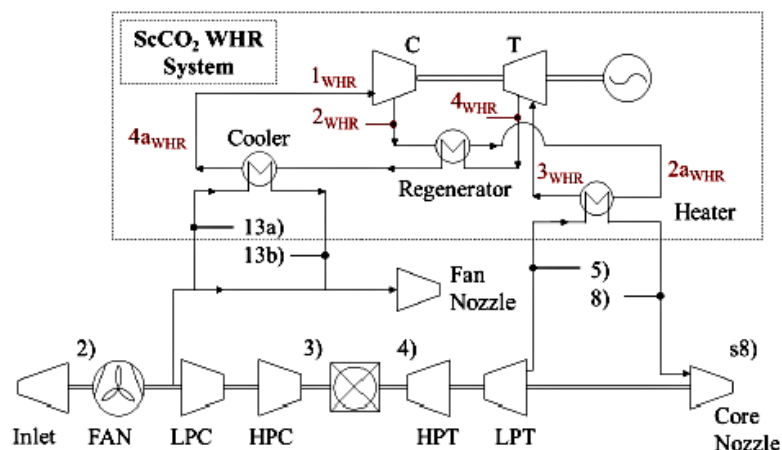 ScCO₂ WHR
System
C
T
1WHR
2WHR
4WHR
4aWHR
Cooler
Regenerator
3WHR
2aWHR
Heater
13a)
13b)
Fan
Nozzle
5)
8)
2)
3)
4)
s8)
Inlet
FAN
LPC
HPC
HPT
LPT
Core
Nozzle